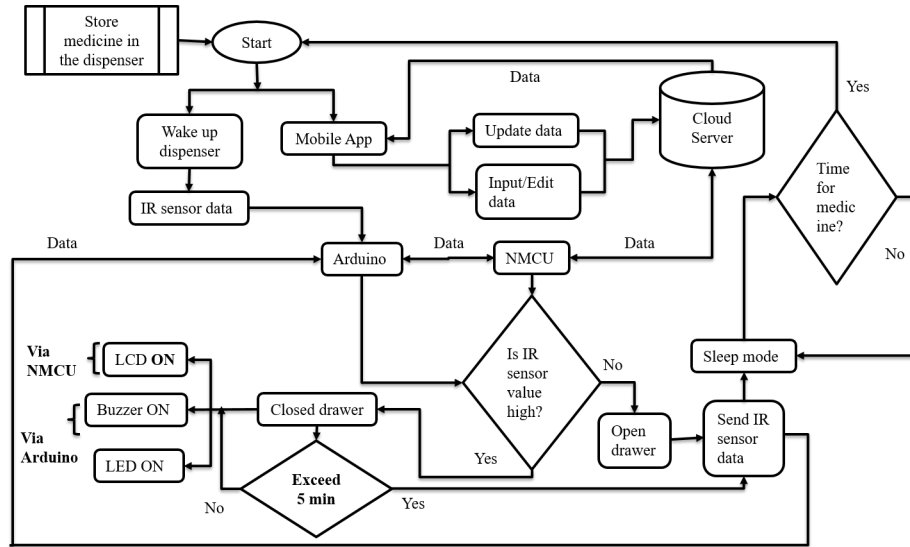 Store
medicine in
the dispenser
Start
Data
Yes
Wake up
dispenser
Mobile App
Update data
Cloud
Server
Input/Edit
data
Time
for
medic
ine?
IR sensor data
Data
Arduino
Data
NMCU
Data
No
Via
NMCU
LCD ON
Is IR
sensor
value
high?
No
Sleep mode
Buzzer ON
Closed drawer
Via
Arduino
Open
drawer
Send IR
sensor
data
LED ON
Yes
Exceed
5 min
No
Yes